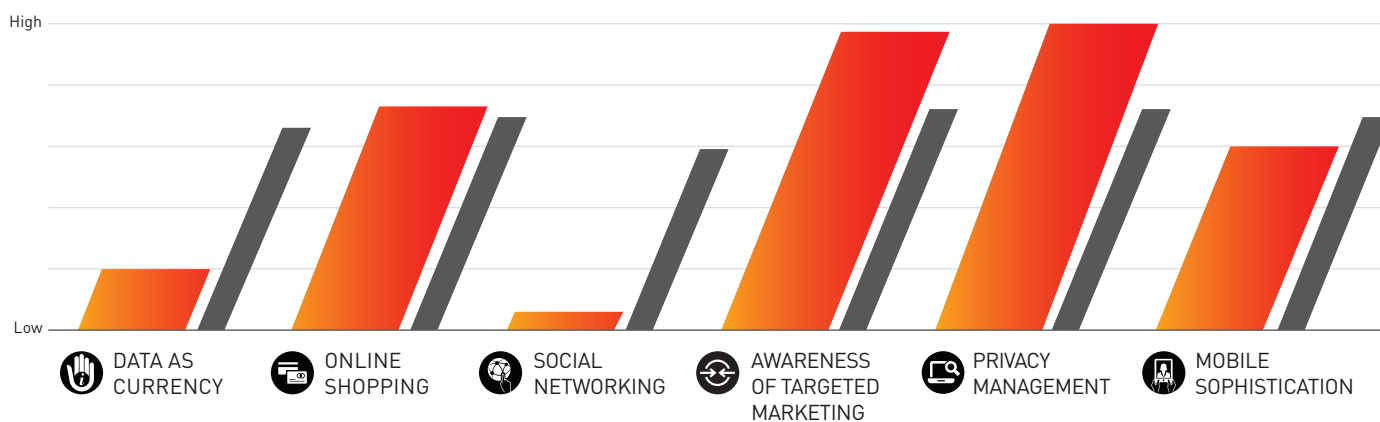 High
Low
DATA AS
CURRENCY
ONLINE
SHOPPING
SOCIAL
NETWORKING
AWARENESS
OF TARGETED
MARKETING
PRIVACY
MANAGEMENT
MOBILE
SOPHISTICATION